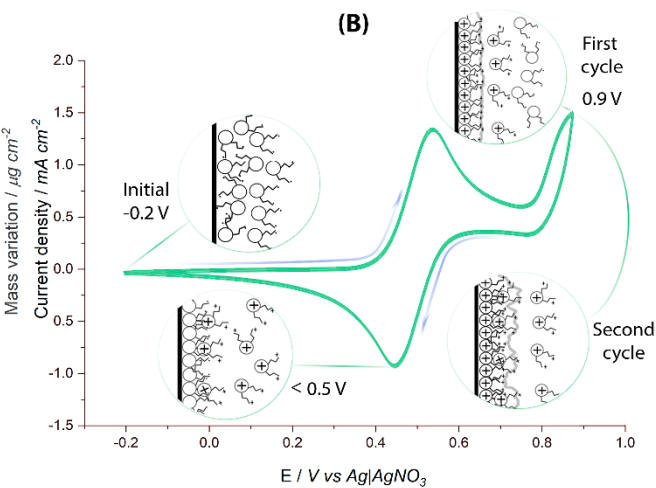 (B)
First
cycle
0.9 V
Initial
-0.2 V
< 0.5 V
Second
cycle
Mass variation / μg cm-2
Current density / mA cm-2
2.0
1.5
1.0
0.5
0.0
-0.5
-1.0
-1.5
-0.2 0.0 0.2 0.4 0.6 0.8 1.0
E / V vs Ag|AgNO3